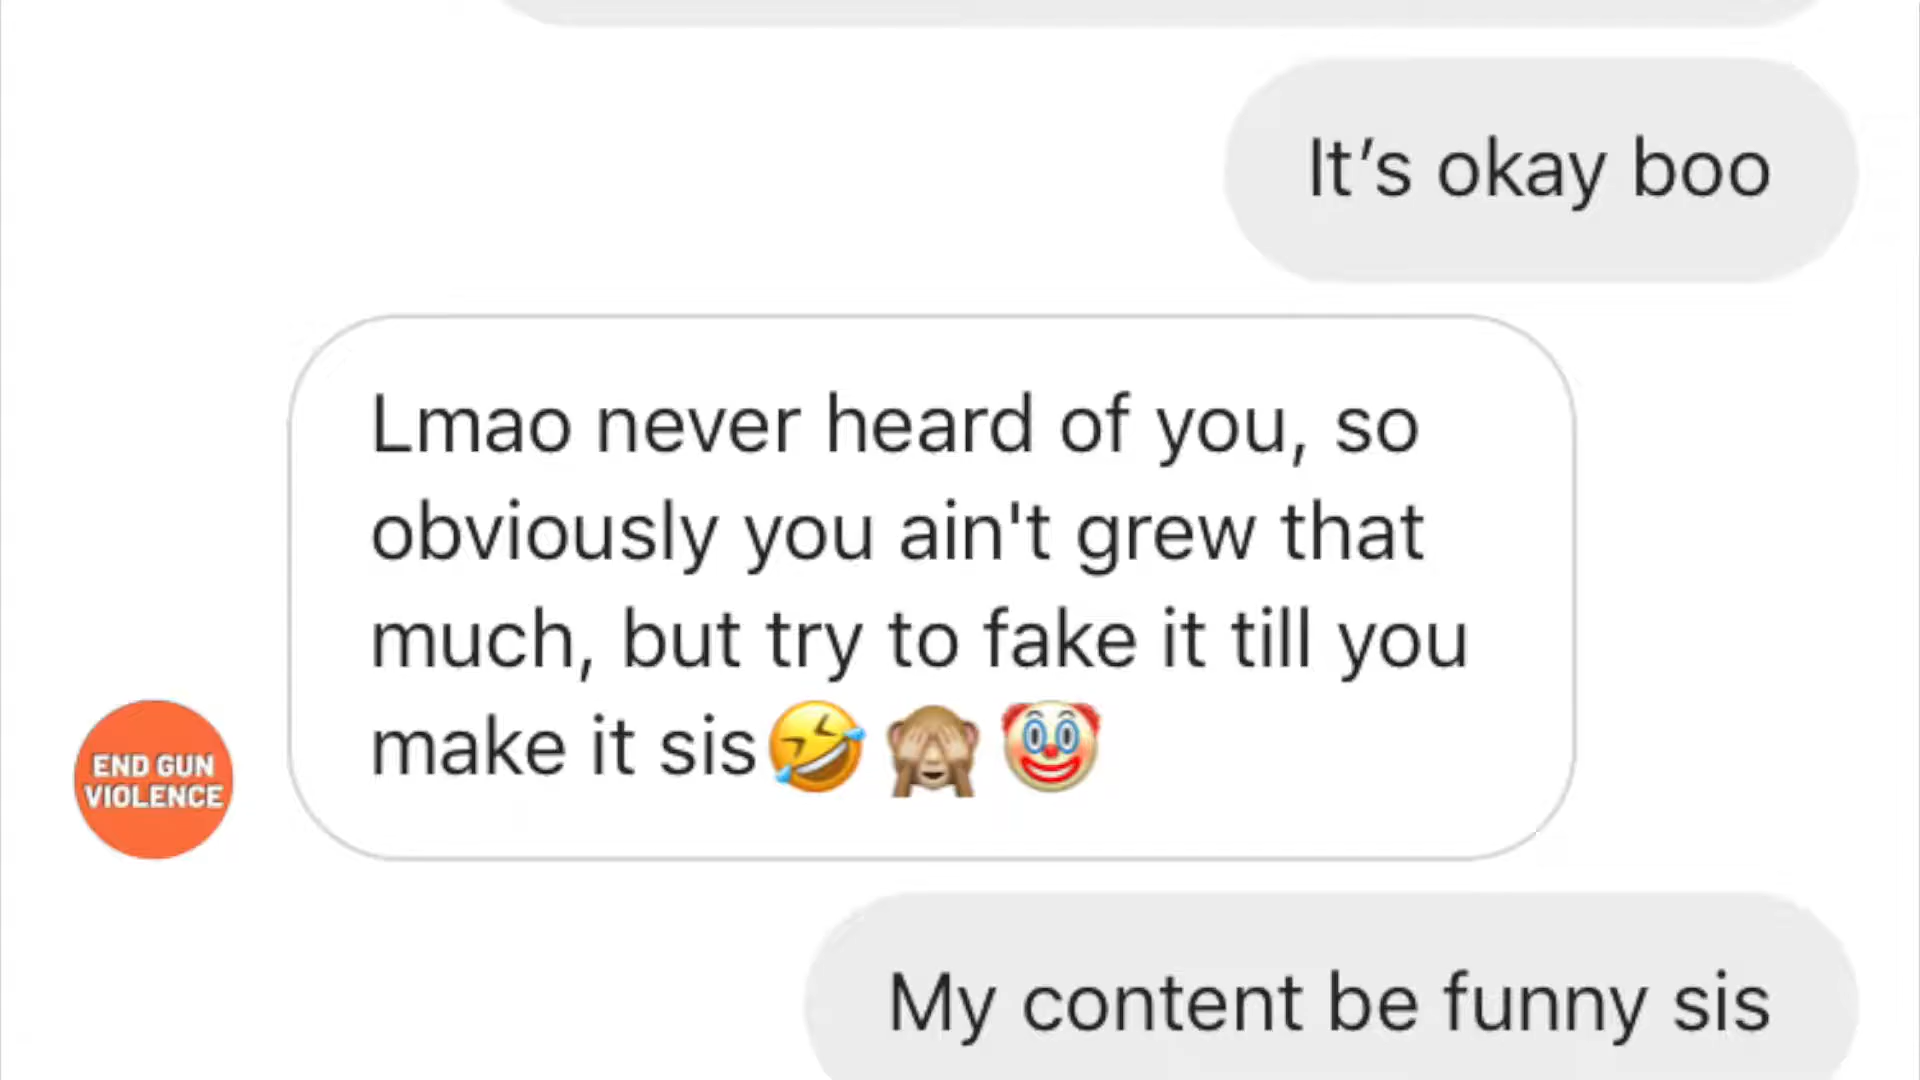 It’s okay boo
Lmao never heard of you, so
obviously you ain't grew that
much, but try to fake it till you
make it sis🤣🙈🤡
END GUN
VIOLENCE
My content be funny sis